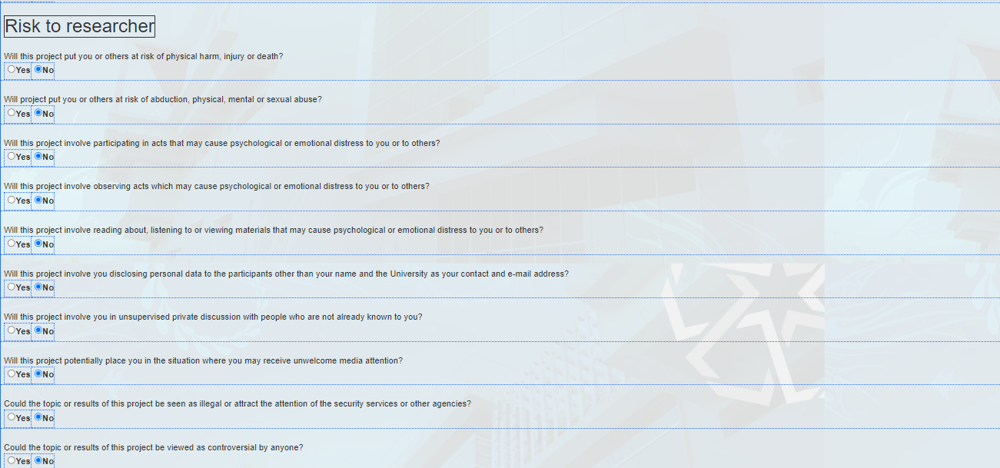 Risk to researcher
Will this project put you or others at risk of physical harm, injury or death?
Yes No
Will project put you or others at risk of abduction, physical, mental or sexual abuse?
Yes No
Will this project involve participating in acts that may cause psychological or emotional distress to you or to others?
Yes No
Will this project involve observing acts which may cause psychological or emotional distress to you or to others?
Yes No
Will this project involve reading about, listening to or viewing materials that may cause psychological or emotional distress to you or to others?
Yes No
Will this project involve you disclosing personal data to the participants other than your name and the University as your contact and e-mail address?
Yes No
Will this project involve you in unsupervised private discussion with people who are not already known to you?
Yes No
Will this project potentially place you in the situation where you may receive unwelcome media attention?
Yes No
Could the topic or results of this project be seen as illegal or attract the attention of the security services or other agencies?
Yes No
Could the topic or results of this project be viewed as controversial by anyone?
Yes No